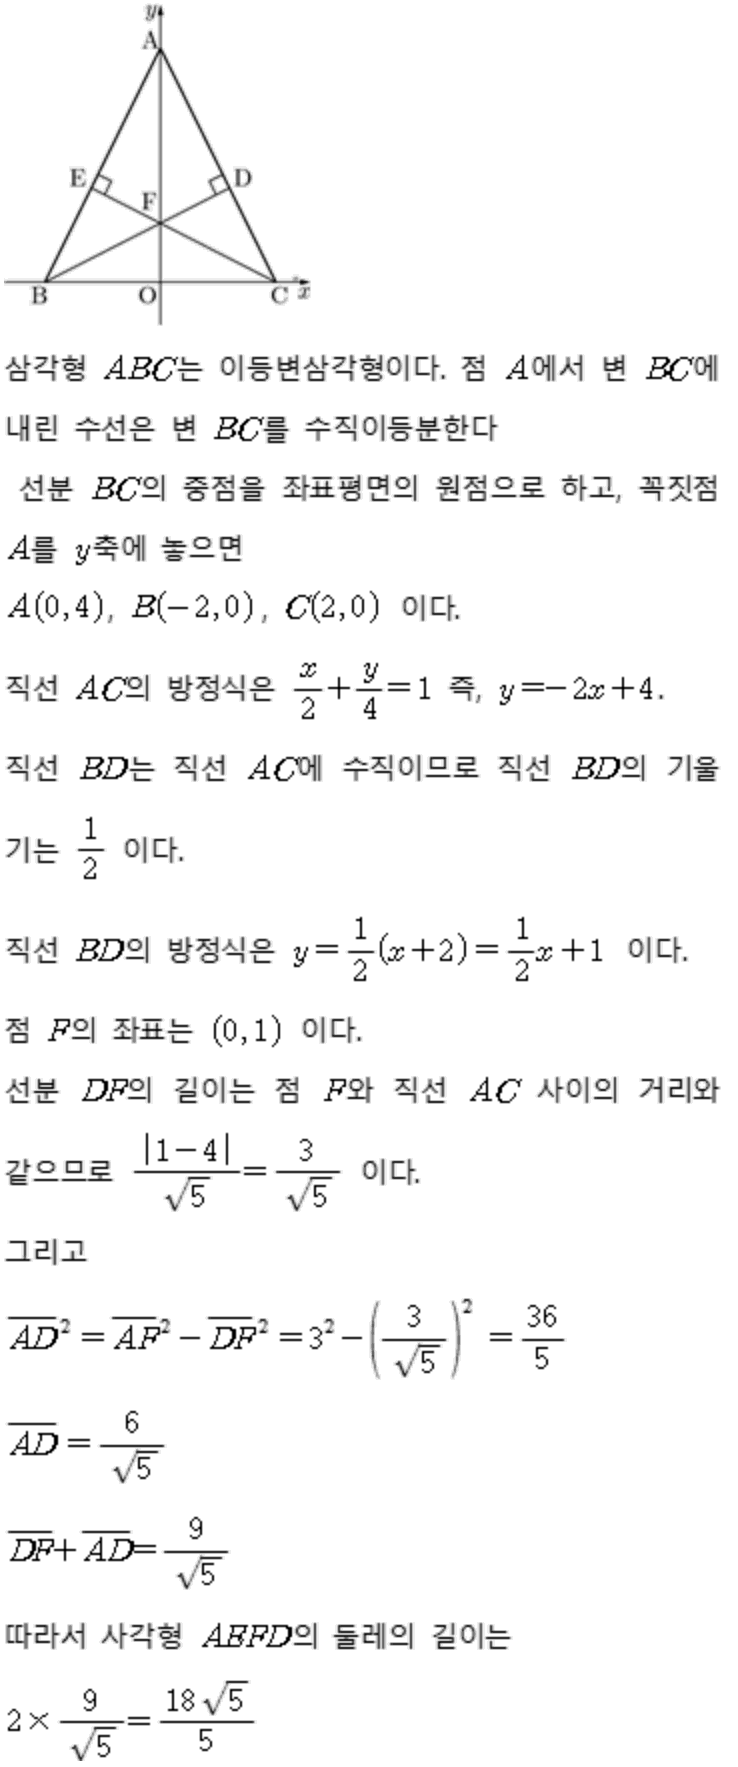 y
A
E D
F
B O C x
삼각형 ABC는 이등변삼각형이다. 점 A에서 변 BC에
내린 수선은 변 BC를 수직이등분한다
선분 BC의 중점을 좌표평면의 원점으로 하고, 꼭짓점
A를 y축에 놓으면
A(0,4), B(−2,0), C(2,0) 이다.
직선 AC의 방정식은 x/2+y/4=1 즉, y=−2x+4.
직선 BD는 직선 AC에 수직이므로 직선 BD의 기울
기는 1/2 이다.
직선 BD의 방정식은 y=1/2(x+2)=1/2x+1 이다.
점 F의 좌표는 (0,1) 이다.
선분 DF의 길이는 점 F와 직선 AC 사이의 거리와
같으므로 |1−4|/√5=3/√5 이다.
그리고
A̅D̅²=A̅F̅²−D̅F̅²=3²−(3/√5)²=36/5
A̅D̅=6/√5
D̅F̅+A̅D̅=9/√5
따라서 사각형 AEFD의 둘레의 길이는
2×9/√5=18√5/5